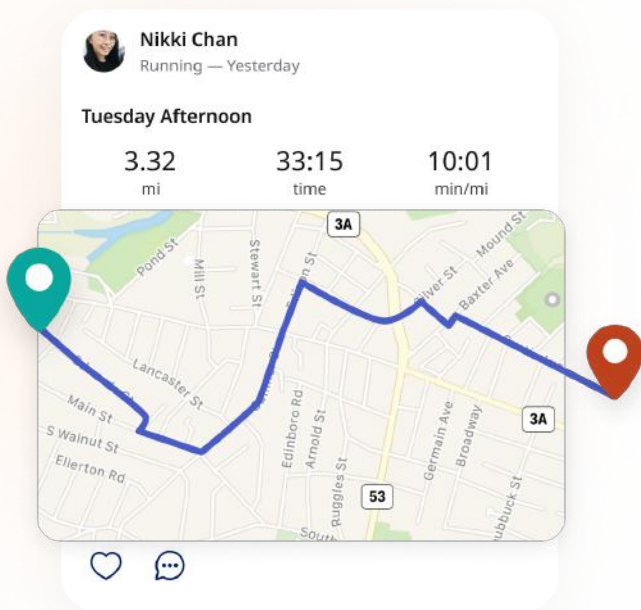 Nikki Chan
Running — Yesterday
Tuesday Afternoon
3.32 33:15 10:01
mi time min/mi
3A
Mound St
Pond St
Mill St
Stewart St
St
Baxter Ave
Lancaster St
Main St
S Walnut St
Ellerton Rd
Edinboro Rd
Arnold St
Ruggles St
Germain Ave
Broadway
3A
53
South